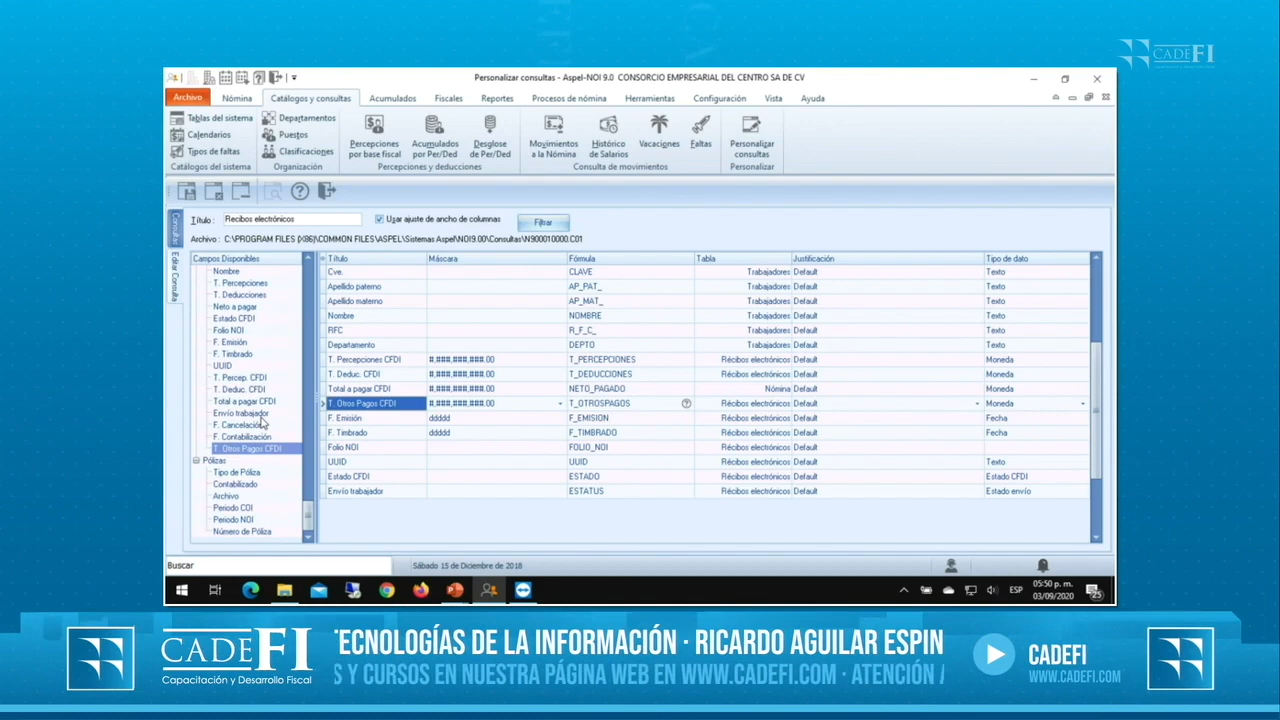 CADEFI
Personalizar consultas - Aspel-NOI 9.0 CONSORCIO EMPRESARIAL DEL CENTRO SA DE CV
Archivo Nómina Catálogos y consultas Acumulados Fiscales Reportes Procesos de nómina Herramientas Configuración Vista Ayuda
Tablas del sistema Departamentos
Calendarios Puestos
Tipos de faltas Clasificaciones
Percepciones por base fiscal Acumulados por Per/Ded Desglose de Per/Ded Movimientos a la Nómina Histórico de Salarios Vacaciones Faltas Personalizar consultas
Catálogos del sistema Organización Percepciones y deducciones Consulta de movimientos Personalizar
Consultas
Editar Consulta
Título : Recibos electrónicos Usar ajuste de ancho de columnas Filtrar
Archivo : C:\PROGRAM FILES (X86)\COMMON FILES\ASPEL\Sistemas Aspel\NOI9.00\Consultas\N900010000.C01
Campos Disponibles
Nombre
T. Percepciones
T. Deducciones
Neto a pagar
Estado CFDI
Folio NOI
F. Emisión
F. Timbrado
UUID
T. Percep. CFDI
T. Deduc. CFDI
Total a pagar CFDI
Envío trabajador
F. Cancelación
F. Contabilización
T. Otros Pagos CFDI
Pólizas
Tipo de Póliza
Contabilizado
Archivo
Periodo COI
Periodo NOI
Número de Póliza
Título Máscara Fórmula Tabla Justificación Tipo de dato
Cve. CLAVE Trabajadores Default Texto
Apellido paterno AP_PAT_ Trabajadores Default Texto
Apellido materno AP_MAT_ Trabajadores Default Texto
Nombre NOMBRE Trabajadores Default Texto
RFC R_F_C_ Trabajadores Default Texto
Departamento DEPTO Trabajadores Default Texto
T. Percepciones CFDI #,###,###,###.00 T_PERCEPCIONES Récibos electrónicos Default Moneda
T. Deduc. CFDI #,###,###,###.00 T_DEDUCCIONES Récibos electrónicos Default Moneda
Total a pagar CFDI #,###,###,###.00 NETO_PAGADO Nómina Default Moneda
T. Otros Pagos CFDI #,###,###,###.00 T_OTROSPAGOS Récibos electrónicos Default Moneda
F. Emisión ddddd F_EMISION Récibos electrónicos Default Fecha
F. Timbrado ddddd F_TIMBRADO Récibos electrónicos Default Fecha
Folio NOI FOLIO_NOI Récibos electrónicos Default
UUID UUID Récibos electrónicos Default Texto
Estado CFDI ESTADO Récibos electrónicos Default Estado CFDI
Envío trabajador ESTATUS Récibos electrónicos Default Estado envío
Buscar Sábado 15 de Diciembre de 2018
ESP 05:50 p. m.
03/09/2020 25
CADEFI
Capacitación y Desarrollo Fiscal
TECNOLOGÍAS DE LA INFORMACIÓN · RICARDO AGUILAR ESPIN
S Y CURSOS EN NUESTRA PÁGINA WEB EN WWW.CADEFI.COM · ATENCIÓN A
CADEFI
WWW.CADEFI.COM